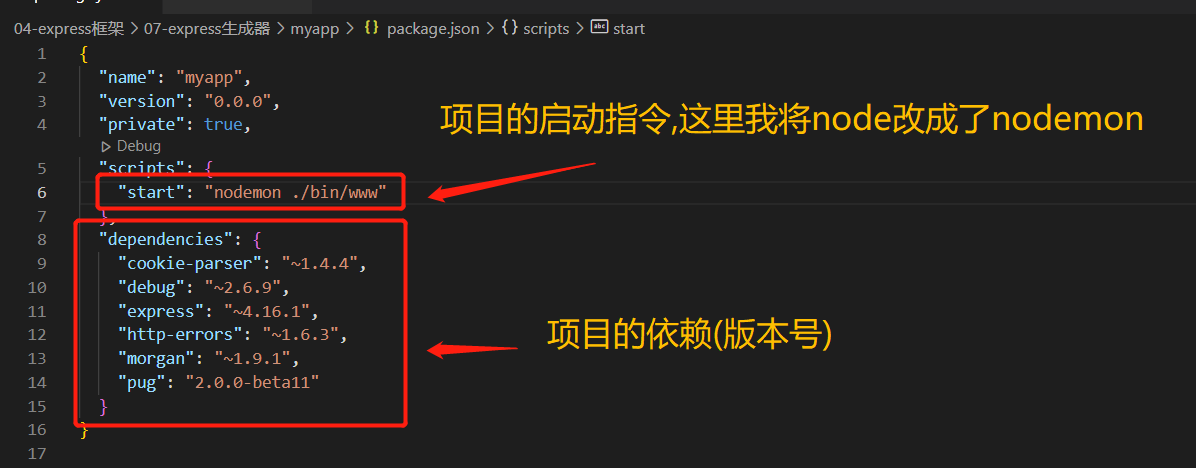 04-express框架 > 07-express生成器 > myapp > {} package.json > {} scripts > abc start
1 {
2 "name": "myapp",
3 "version": "0.0.0",
4 "private": true,
Debug
项目的启动指令,这里我将node改成了nodemon
5 "scripts": {
6 "start": "nodemon ./bin/www"
7 },
8 "dependencies": {
9 "cookie-parser": "~1.4.4",
10 "debug": "~2.6.9",
11 "express": "~4.16.1",
12 "http-errors": "~1.6.3",
项目的依赖(版本号)
13 "morgan": "~1.9.1",
14 "pug": "2.0.0-beta11"
15 }
16 }
17